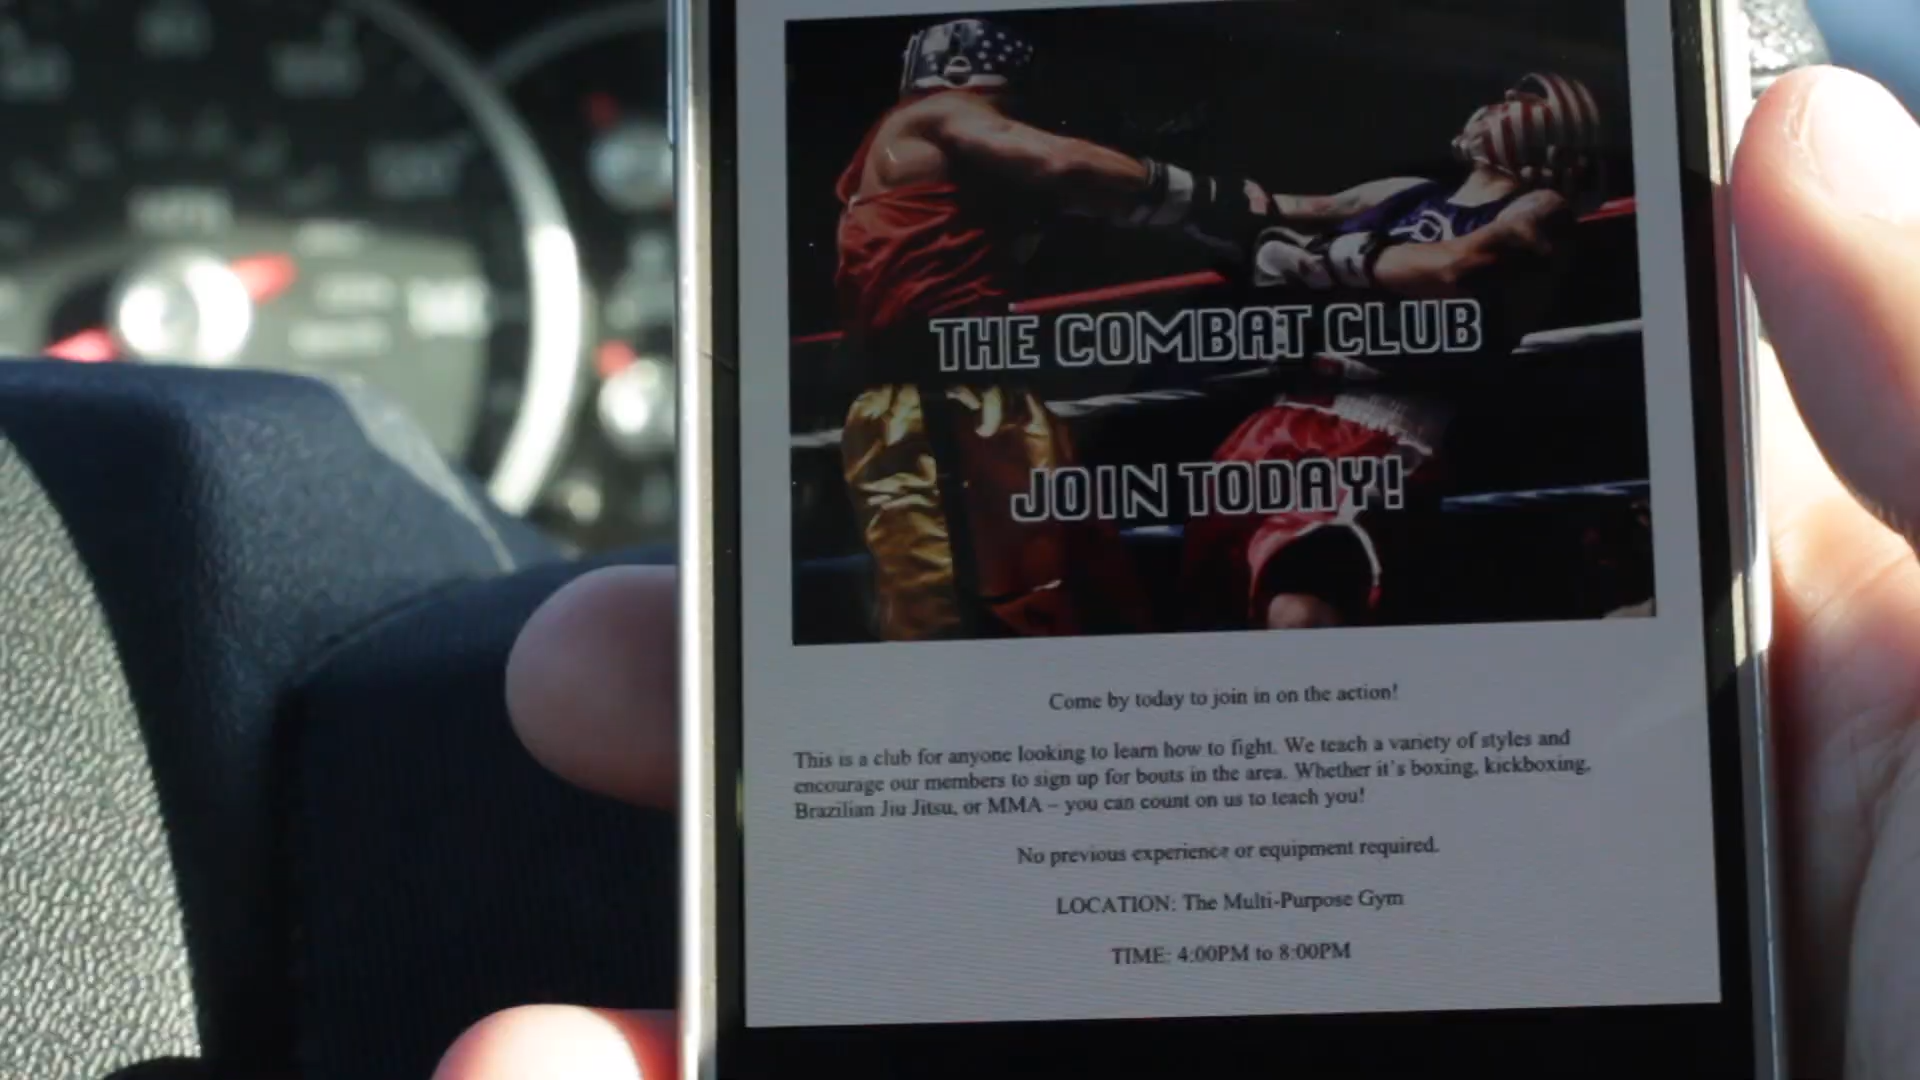 THE COMBAT CLUB
JOIN TODAY!
Come by today to join in on the action!
This is a club for anyone looking to learn how to fight. We teach a variety of styles and
encourage our members to sign up for bouts in the area. Whether it's boxing, kickboxing,
Brazilian Jiu Jitsu, or MMA – you can count on us to teach you!
No previous experience or equipment required.
LOCATION: The Multi-Purpose Gym
TIME: 4:00PM to 8:00PM